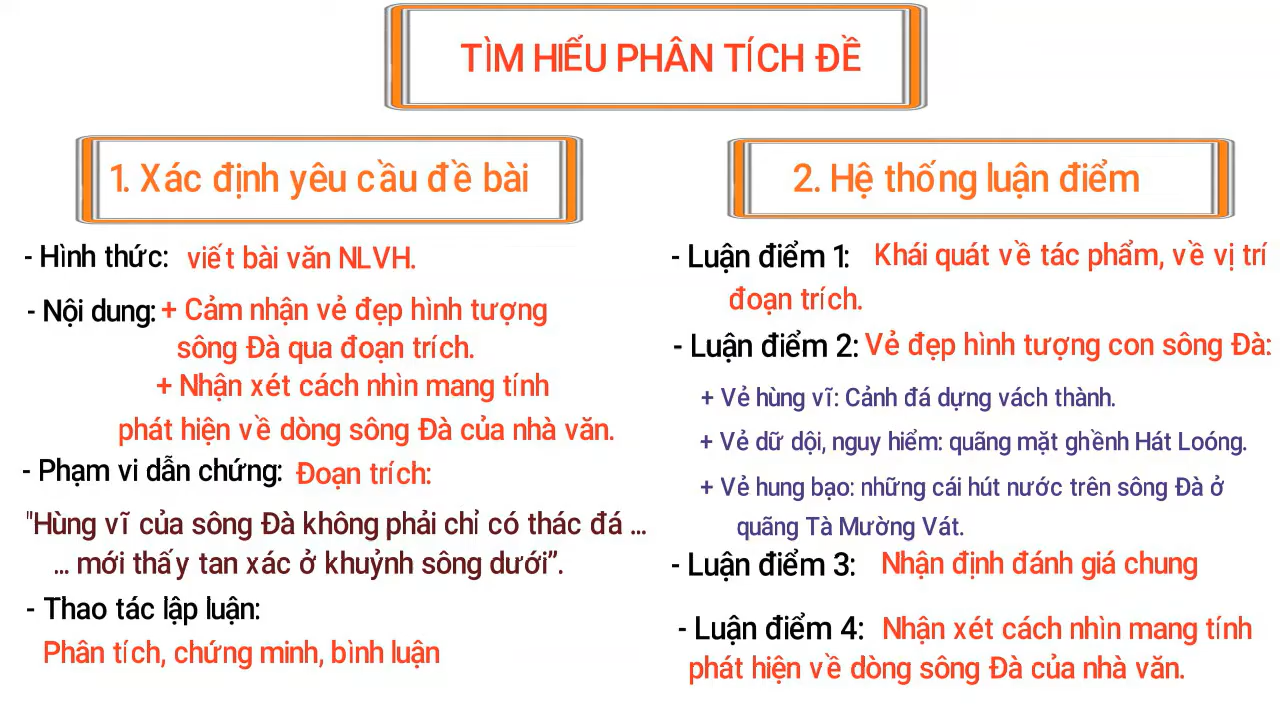 TÌM HIỂU PHÂN TÍCH ĐỀ
1. Xác định yêu cầu đề bài
- Hình thức: viết bài văn NLVH.
- Nội dung: + Cảm nhận vẻ đẹp hình tượng
sông Đà qua đoạn trích.
+ Nhận xét cách nhìn mang tính
phát hiện về dòng sông Đà của nhà văn.
- Phạm vi dẫn chứng: Đoạn trích:
"Hùng vĩ của sông Đà không phải chỉ có thác đá ...
... mới thấy tan xác ở khuỷnh sông dưới”.
- Thao tác lập luận:
Phân tích, chứng minh, bình luận
2. Hệ thống luận điểm
- Luận điểm 1: Khái quát về tác phẩm, về vị trí
đoạn trích.
- Luận điểm 2: Vẻ đẹp hình tượng con sông Đà:
+ Vẻ hùng vĩ: Cảnh đá dựng vách thành.
+ Vẻ dữ dội, nguy hiểm: quãng mặt ghềnh Hát Loóng.
+ Vẻ hung bạo: những cái hút nước trên sông Đà ở
quãng Tà Mường Vát.
- Luận điểm 3: Nhận định đánh giá chung
- Luận điểm 4: Nhận xét cách nhìn mang tính
phát hiện về dòng sông Đà của nhà văn.